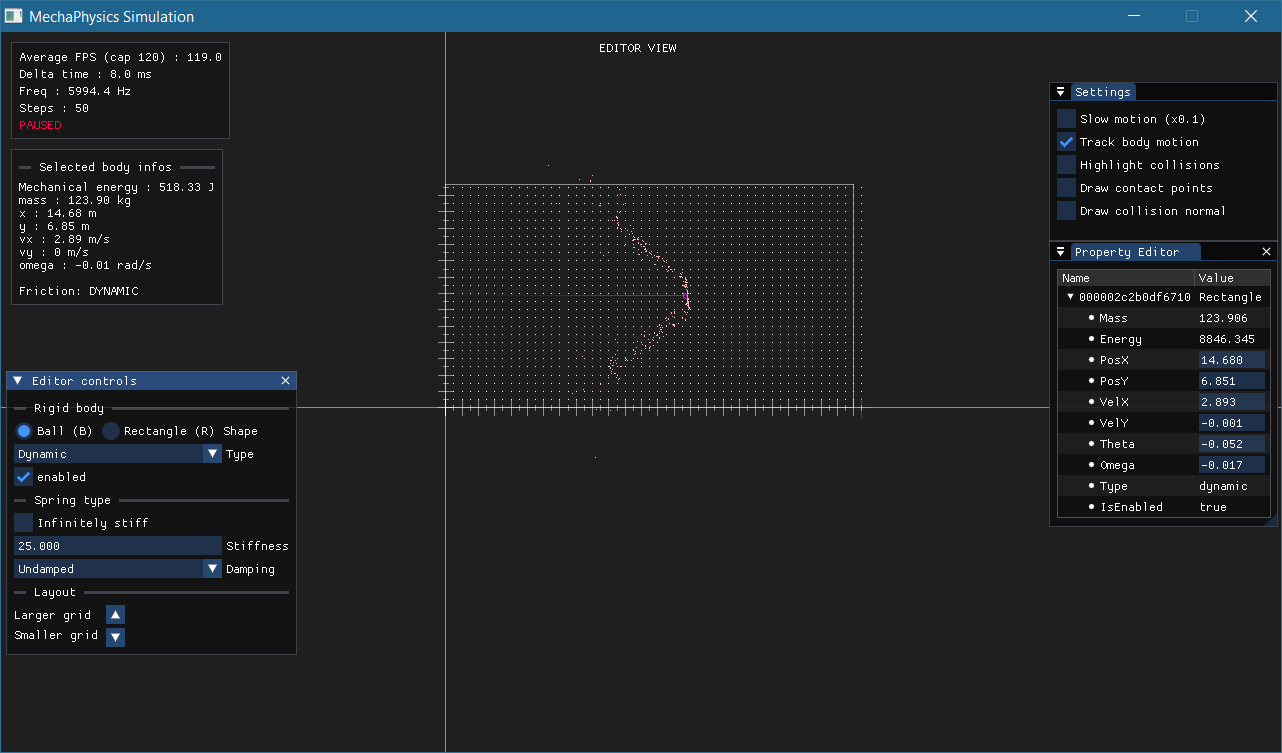 MechaPhysics Simulation
EDITOR VIEW
Average FPS (cap 120) : 119.0
Delta time : 8.0 ms
Freq : 5994.4 Hz
Steps : 50
PAUSED
Selected body infos
Mechanical energy : 518.33 J
mass : 123.90 kg
x : 14.68 m
y : 6.85 m
vx : 2.89 m/s
vy : 0 m/s
omega : -0.01 rad/s
Friction: DYNAMIC
Editor controls
Rigid body
Ball (B) Rectangle (R) Shape
Dynamic Type
enabled
Spring type
Infinitely stiff
25.000 Stiffness
Undamped Damping
Layout
Larger grid
Smaller grid
Settings
Slow motion (x0.1)
Track body motion
Highlight collisions
Draw contact points
Draw collision normal
Property Editor
Name Value
000002c2b0df6710 Rectangle
Mass 123.906
Energy 8846.345
PosX 14.680
PosY 6.851
VelX 2.893
VelY -0.001
Theta -0.052
Omega -0.017
Type dynamic
IsEnabled true